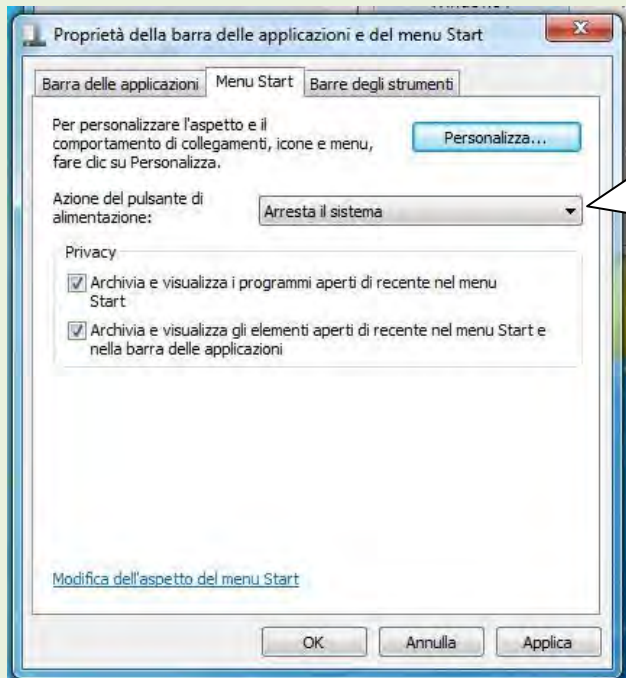 Proprietà della barra delle applicazioni e del menu Start
Barra delle applicazioni
Menu Start
Barre degli strumenti
Per personalizzare l'aspetto e il
comportamento di collegamenti, icone e menu,
fare clic su Personalizza.
Personalizza...
Azione del pulsante di
alimentazione:
Arresta il sistema
Privacy
Archivia e visualizza i programmi aperti di recente nel menu
Start
Archivia e visualizza gli elementi aperti di recente nel menu Start e
nella barra delle applicazioni
Modifica dell'aspetto del menu Start
OK
Annulla
Applica